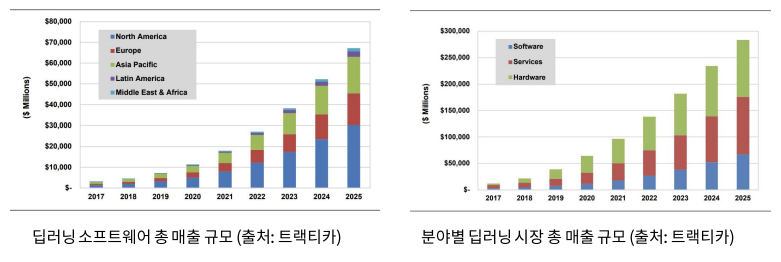 $80,000
$70,000
$60,000
$50,000
$40,000
$30,000
$20,000
$10,000
$-
($ Millions)
North America
Europe
Asia Pacific
Latin America
Middle East & Africa
2017 2018 2019 2020 2021 2022 2023 2024 2025
딥러닝 소프트웨어 총 매출 규모 (출처: 트랙티카)
$300,000
$250,000
$200,000
$150,000
$100,000
$50,000
$-
($ Millions)
Software
Services
Hardware
2017 2018 2019 2020 2021 2022 2023 2024 2025
분야별 딥러닝 시장 총 매출 규모 (출처: 트랙티카)